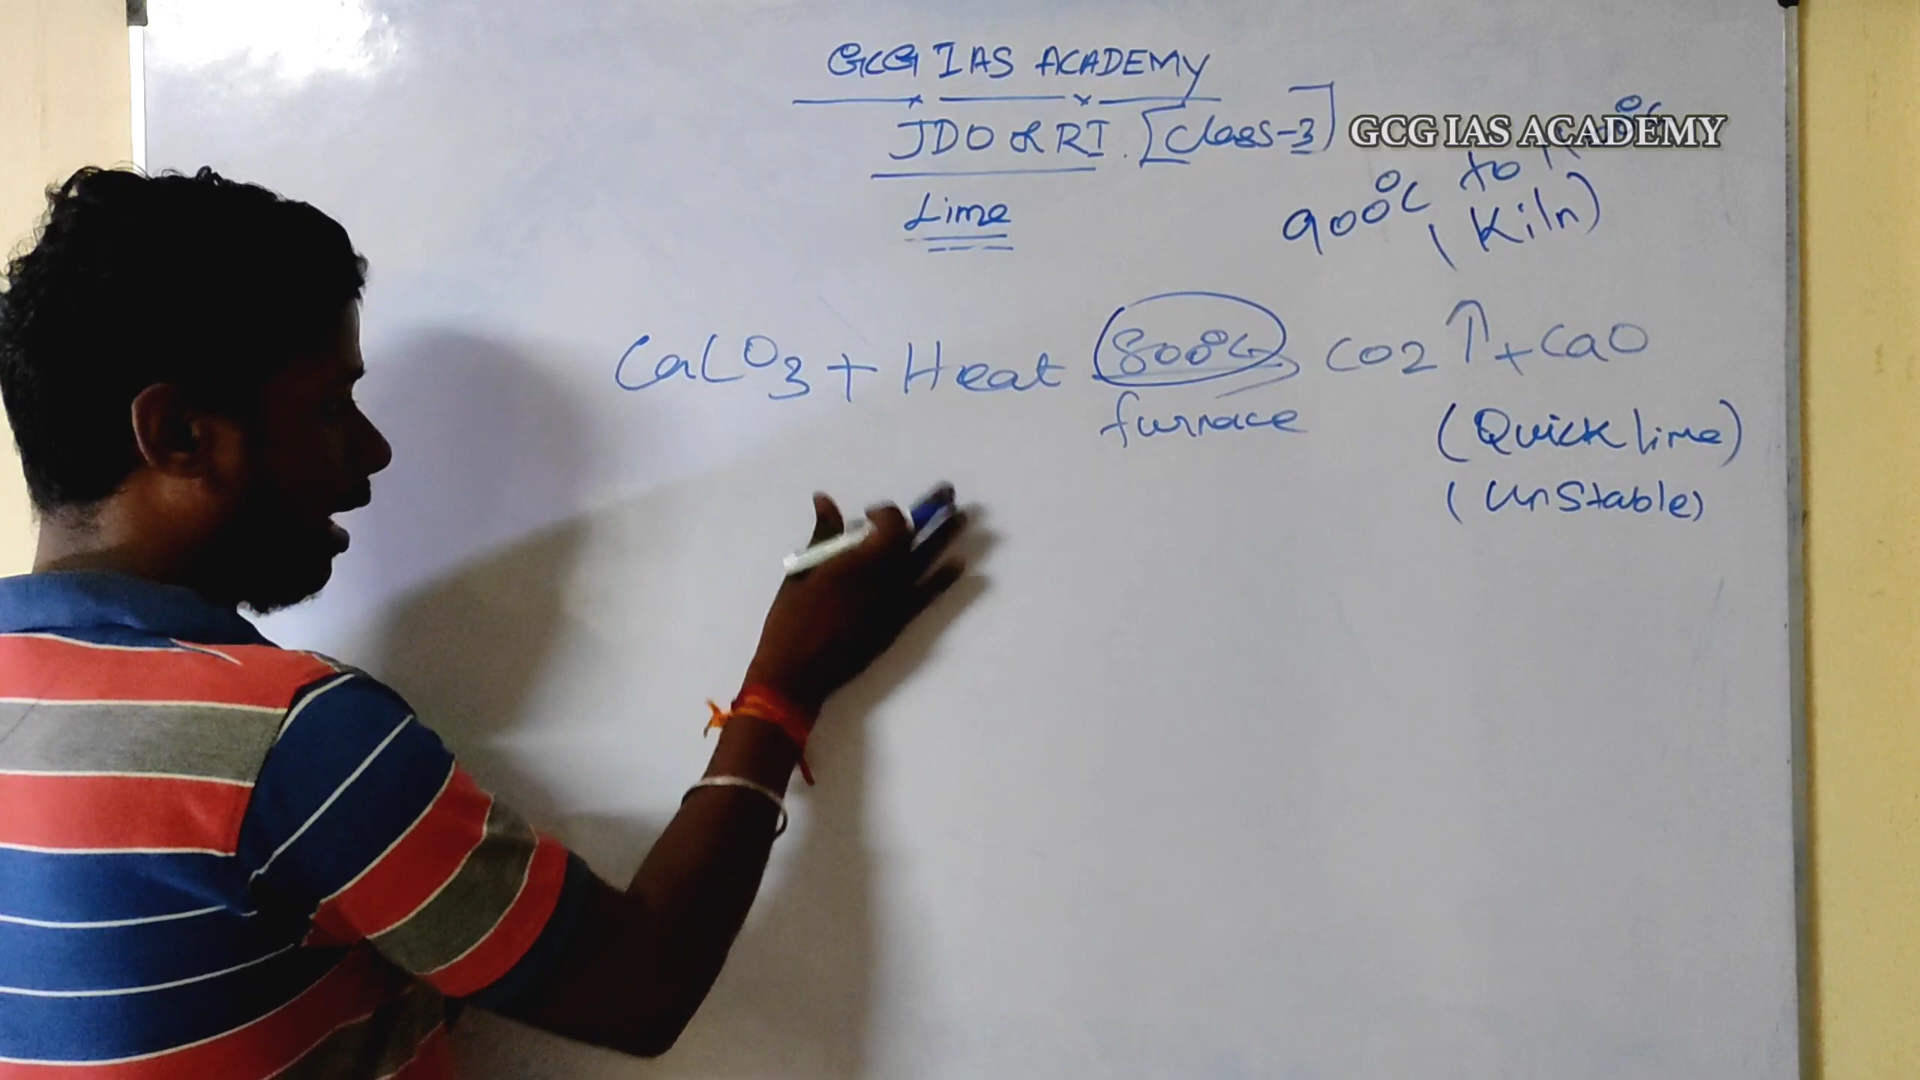 GCG IAS ACADEMY
JDO & RI. [Class-3]
GCG IAS ACADEMY
Lime
900°C to
(Kiln)
CaCO3 + Heat 800°C CO2 ↑ + CaO
furnace
(Quick lime)
(Unstable)